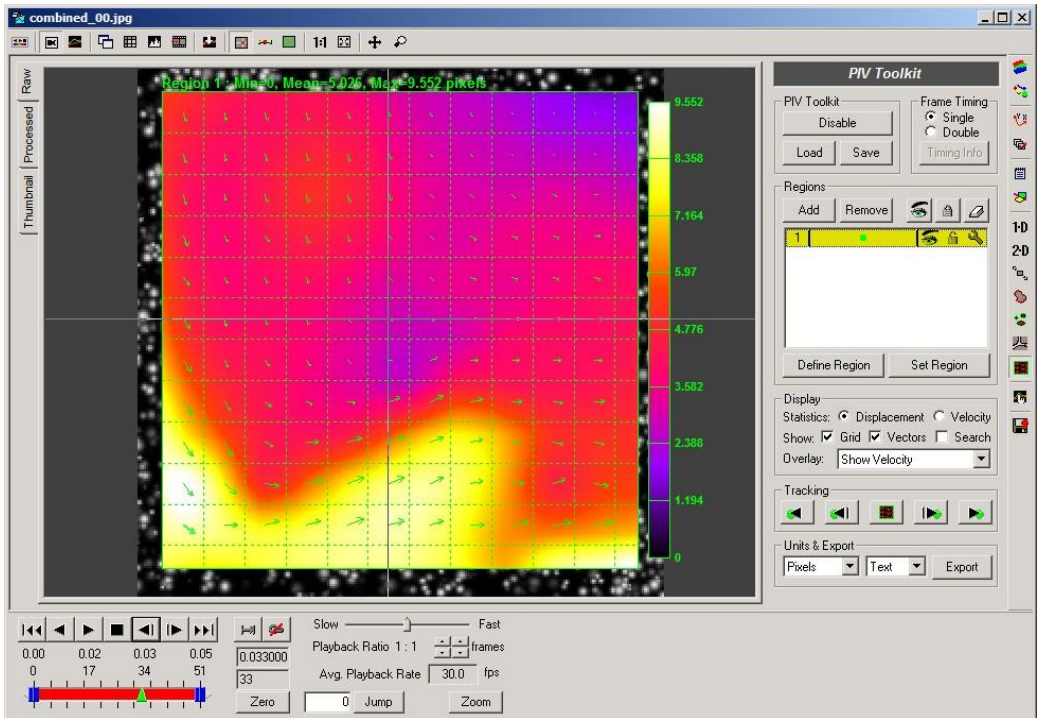 combined_00.jpg
1:1
Raw
Processed
Thumbnail
Region 1 : Min=0, Mean=5.026, Max=9.552 pixels
9.552
8.358
7.164
5.97
4.776
3.582
2.388
1.194
0
PIV Toolkit
PIV Toolkit
Disable
Load Save
Frame Timing
Single
Double
Timing Info
Regions
Add Remove
1
Define Region Set Region
Display
Statistics: Displacement Velocity
Show: Grid Vectors Search
Overlay: Show Velocity
Tracking
Units & Export
Pixels Text Export
1-D
2-D
0.00 0.02 0.03 0.05
0 17 34 51
0.033000
33
Zero
Slow Fast
Playback Ratio 1 : 1 frames
Avg. Playback Rate 30.0 fps
0 Jump Zoom